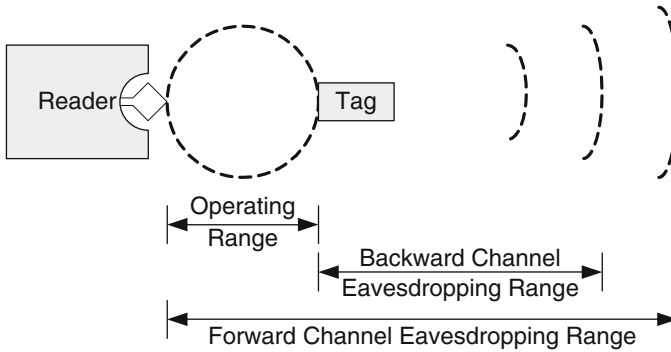 Reader
Tag
Operating
Range
Backward Channel
Eavesdropping Range
Forward Channel Eavesdropping Range